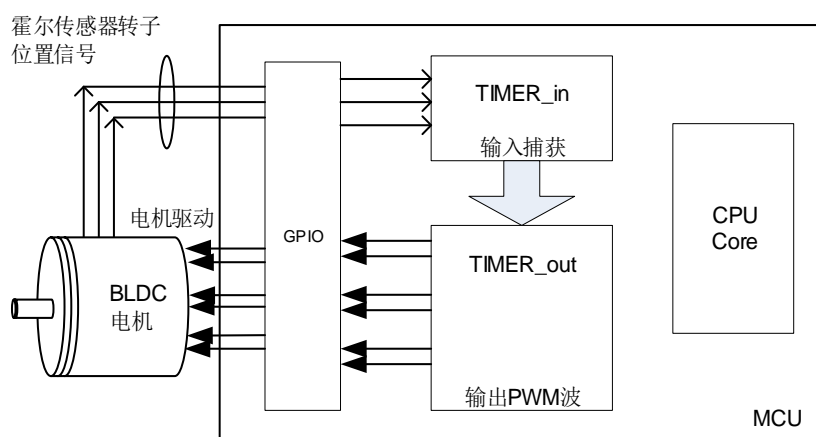 霍尔传感器转子
位置信号
TIMER_in
输入捕获
CPU
Core
电机驱动
GPIO
TIMER_out
BLDC
电机
输出PWM波
MCU